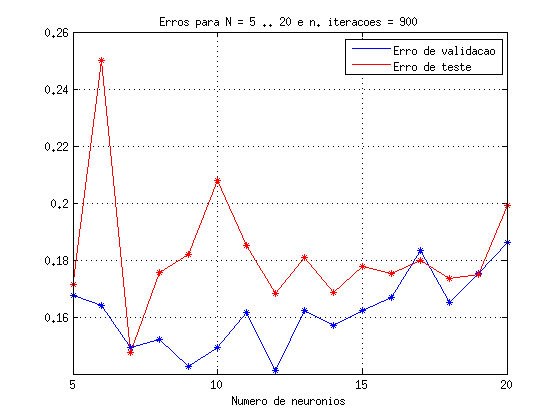 Erros para N = 5 .. 20 e n. iteracoes = 900
0.26
Erro de validacao
Erro de teste
0.24
0.22
0.2
0.18
0.16
5
10
15
20
Numero de neuronios